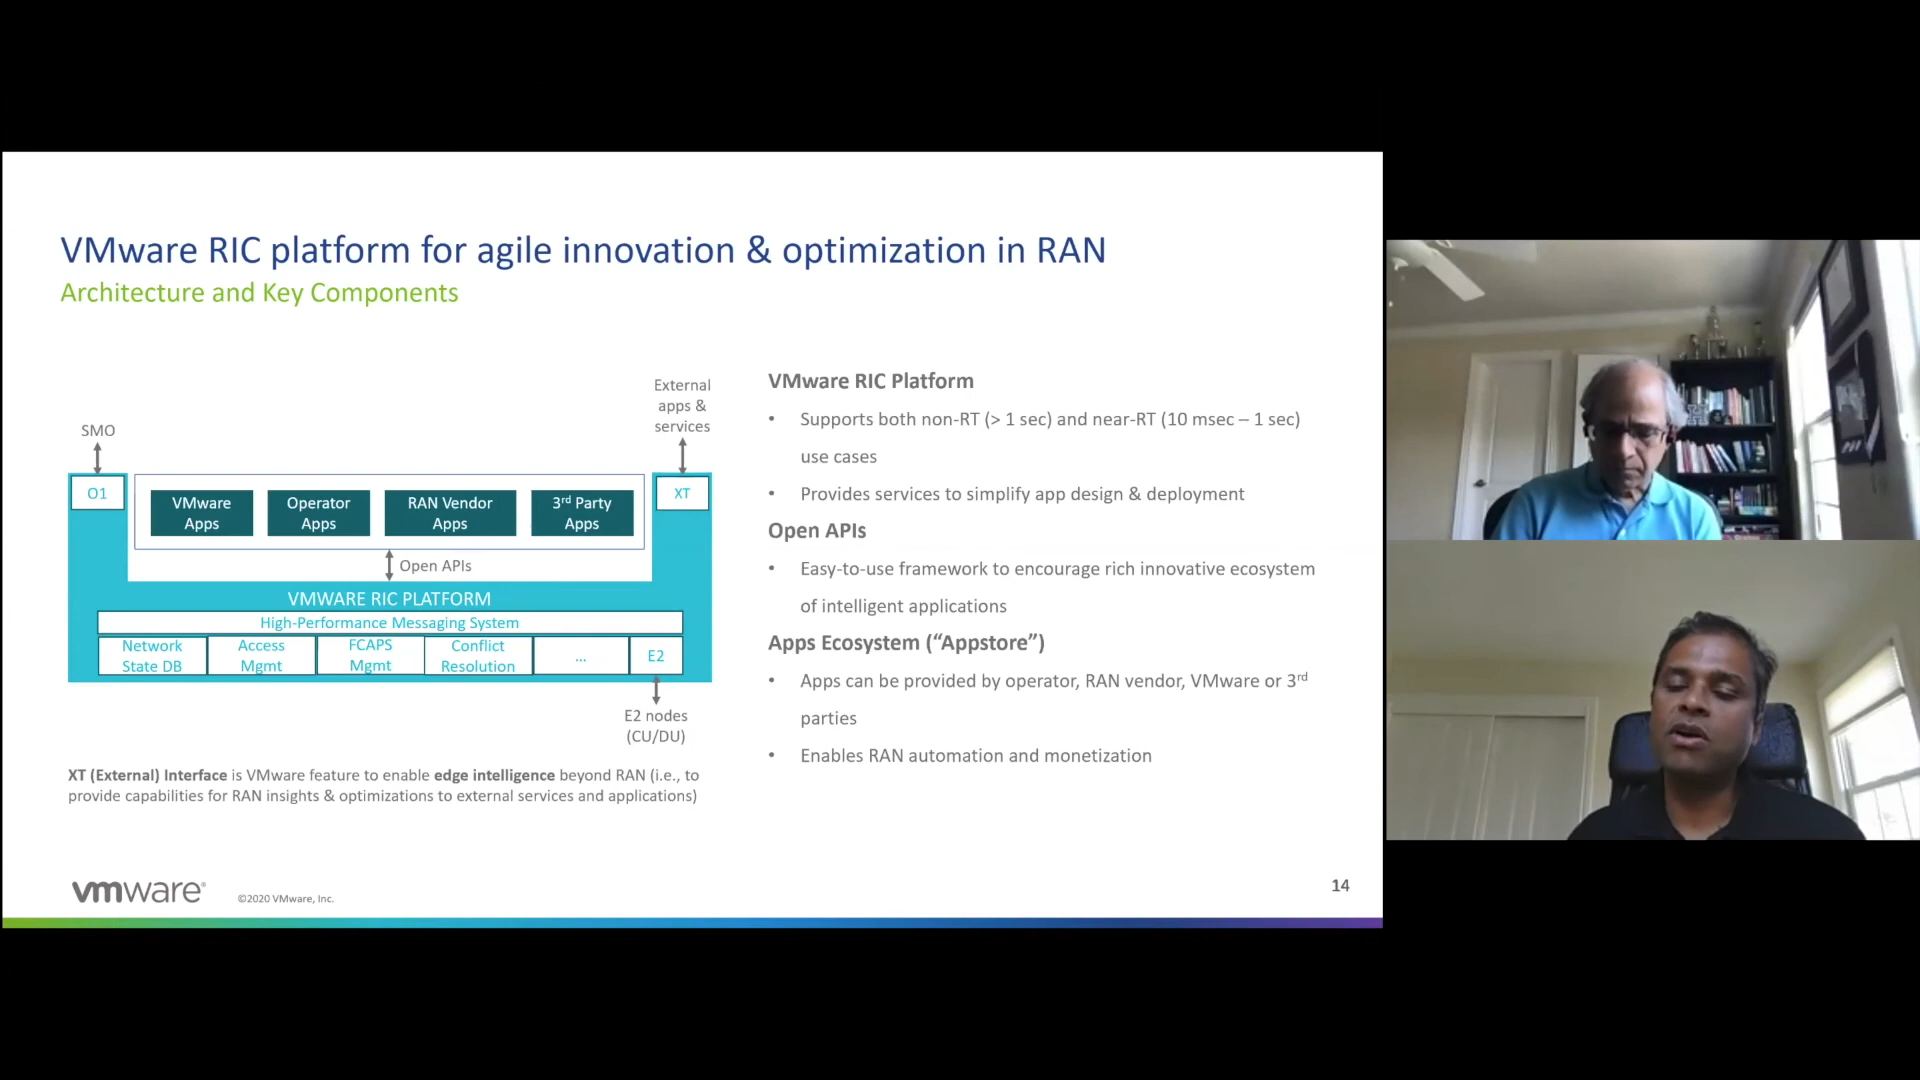 VMware RIC platform for agile innovation & optimization in RAN
Architecture and Key Components
SMO
External
apps &
services
O1
VMware
Apps
Operator
Apps
RAN Vendor
Apps
3rd Party
Apps
XT
Open APIs
VMWARE RIC PLATFORM
High-Performance Messaging System
Network
State DB
Access
Mgmt
FCAPS
Mgmt
Conflict
Resolution
...
E2
E2 nodes
(CU/DU)
XT (External) Interface is VMware feature to enable edge intelligence beyond RAN (i.e., to
provide capabilities for RAN insights & optimizations to external services and applications)
VMware RIC Platform
• Supports both non-RT (> 1 sec) and near-RT (10 msec – 1 sec)
use cases
• Provides services to simplify app design & deployment
Open APIs
• Easy-to-use framework to encourage rich innovative ecosystem
of intelligent applications
Apps Ecosystem (“Appstore”)
• Apps can be provided by operator, RAN vendor, VMware or 3rd
parties
• Enables RAN automation and monetization
vmware®
©2020 VMware, Inc.
14